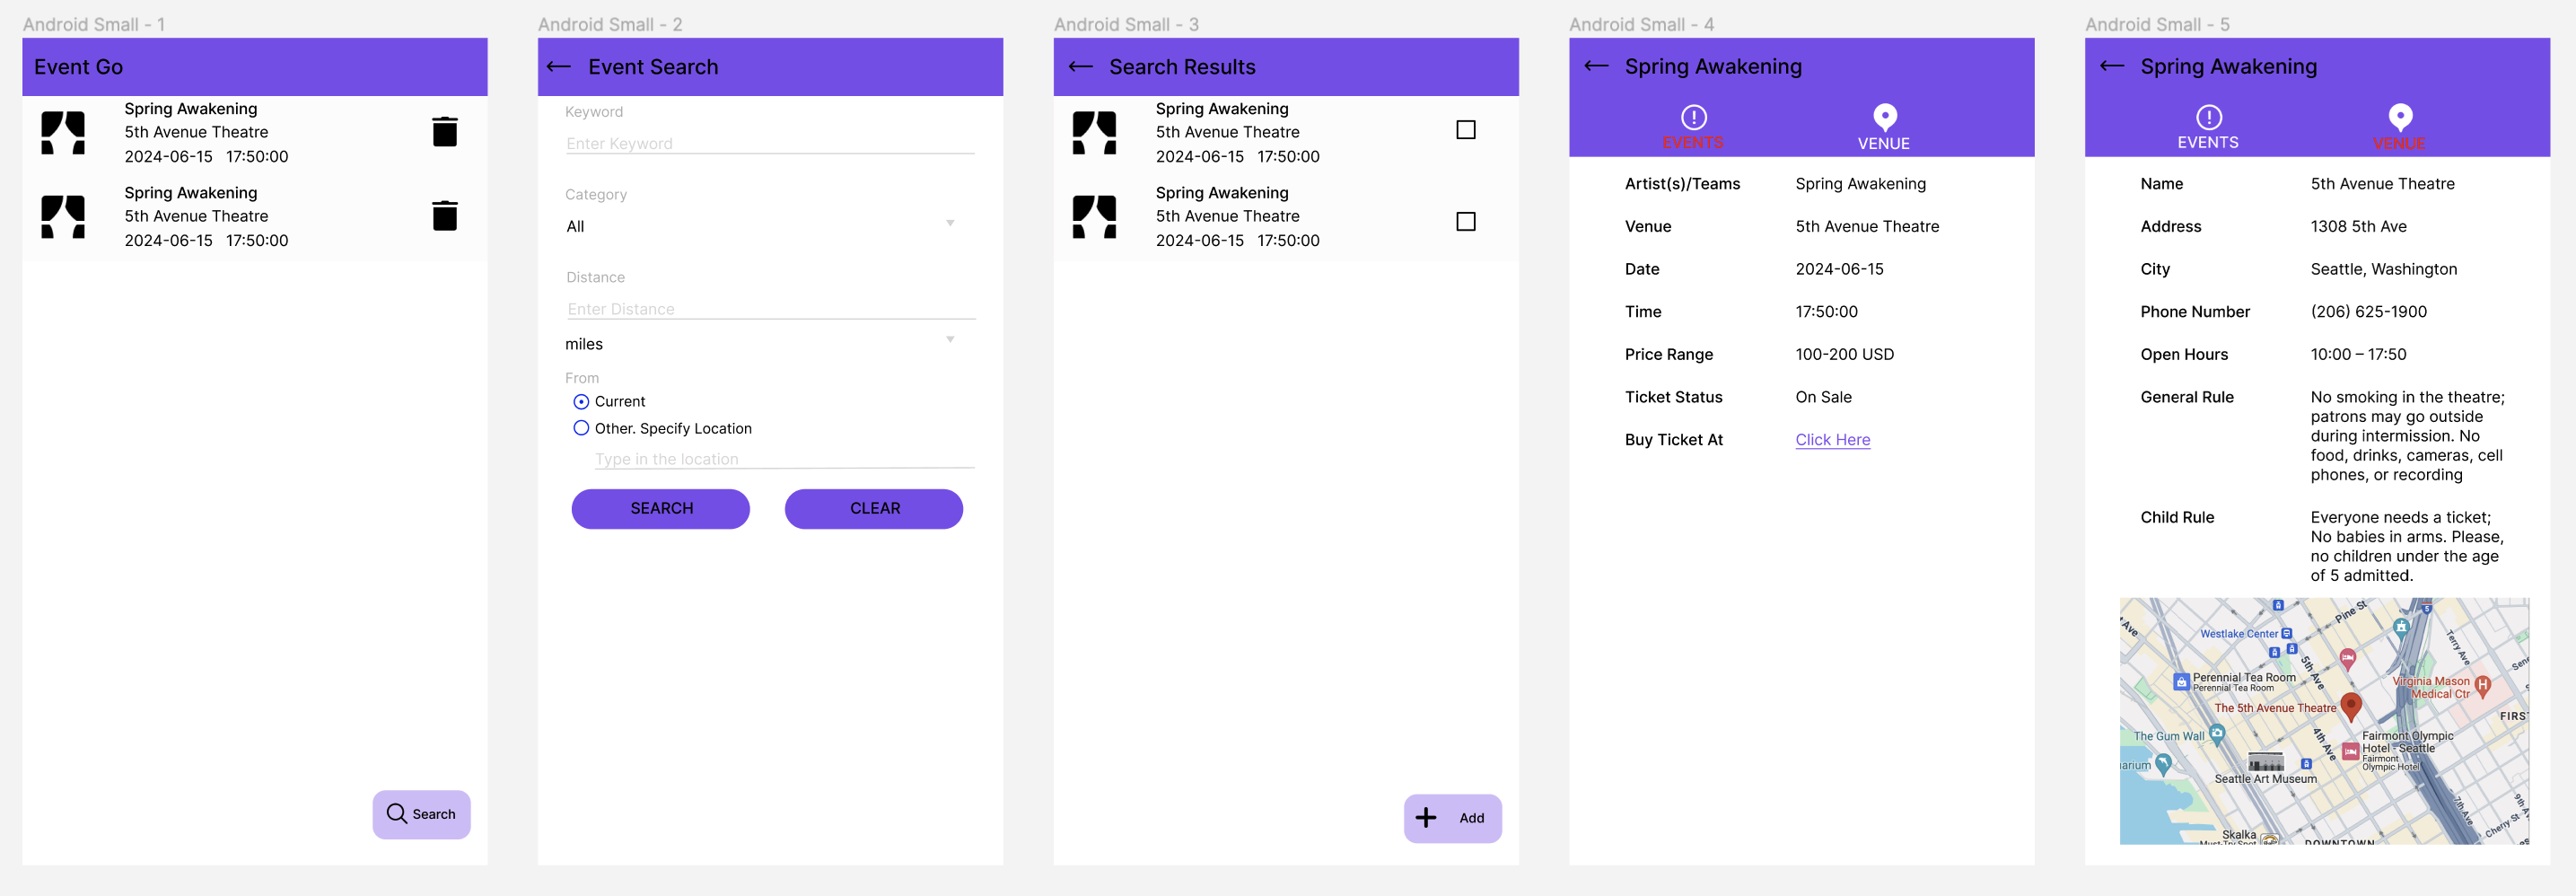 Android Small - 1
Event Go
Spring Awakening
5th Avenue Theatre
2024-06-15 17:50:00
Spring Awakening
5th Avenue Theatre
2024-06-15 17:50:00
Search
Android Small - 2
Event Search
Keyword
Enter Keyword
Category
All
Distance
Enter Distance
miles
From
Current
Other. Specify Location
Type in the location
SEARCH
CLEAR
Android Small - 3
Search Results
Spring Awakening
5th Avenue Theatre
2024-06-15 17:50:00
Spring Awakening
5th Avenue Theatre
2024-06-15 17:50:00
Add
Android Small - 4
Spring Awakening
EVENTS
VENUE
Artist(s)/Teams Spring Awakening
Venue 5th Avenue Theatre
Date 2024-06-15
Time 17:50:00
Price Range 100-200 USD
Ticket Status On Sale
Buy Ticket At Click Here
Android Small - 5
Spring Awakening
EVENTS
VENUE
Name 5th Avenue Theatre
Address 1308 5th Ave
City Seattle, Washington
Phone Number (206) 625-1900
Open Hours 10:00 – 17:50
General Rule No smoking in the theatre;
patrons may go outside
during intermission. No
food, drinks, cameras, cell
phones, or recording
Child Rule Everyone needs a ticket;
No babies in arms. Please,
no children under the age
of 5 admitted.
Pine St
5
t Ave
Westlake Center
Terry Ave
Sene
5th Ave
Perennial Tea Room
Perennial Tea Room
Virginia Mason
Medical Ctr
H
The 5th Avenue Theatre
FIRS
The Gum Wall
4th Ave
Fairmont Olympic
Hotel - Seattle
Fairmont
Olympic Hotel
arium
Seattle Art Museum
7th Ave
9th A
Cherry St
Skalka
Must-Try Spot
DOWNTOWN